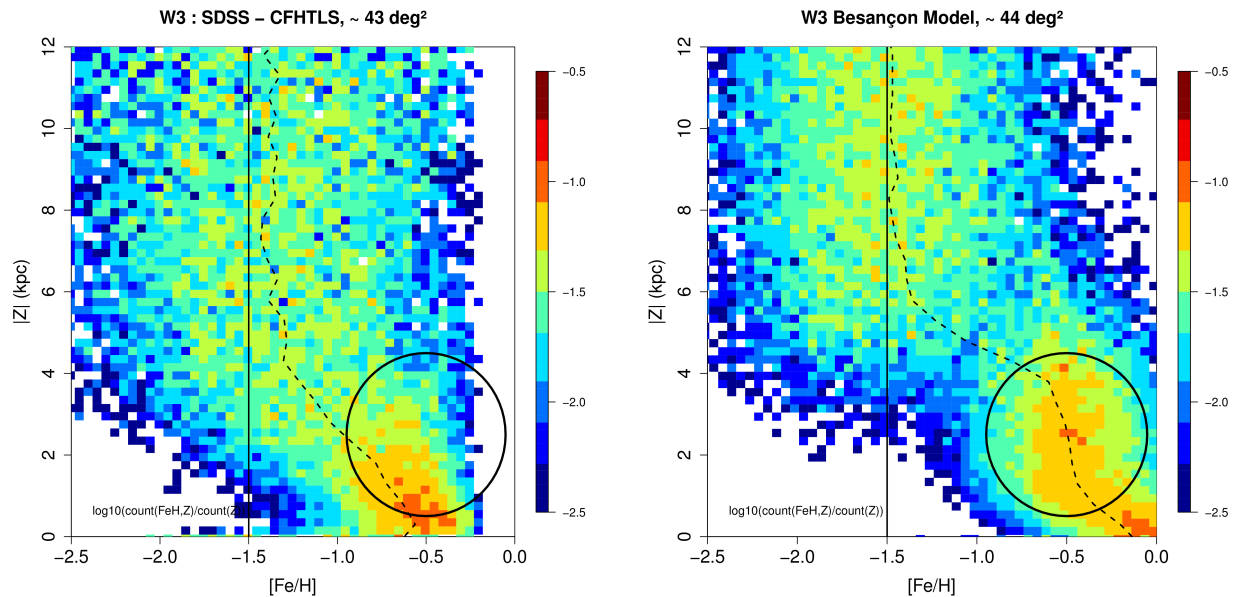 W3 : SDSS − CFHTLS, ~ 43 deg²
12
10
8
6
4
2
0
|Z| (kpc)
log10(count(FeH,Z)/count(Z))
−2.5 −2.0 −1.5 −1.0 −0.5 0.0
[Fe/H]
−0.5
−1.0
−1.5
−2.0
−2.5
W3 Besançon Model, ~ 44 deg²
12
10
8
6
4
2
0
|Z| (kpc)
log10(count(FeH,Z)/count(Z))
−2.5 −2.0 −1.5 −1.0 −0.5 0.0
[Fe/H]
−0.5
−1.0
−1.5
−2.0
−2.5